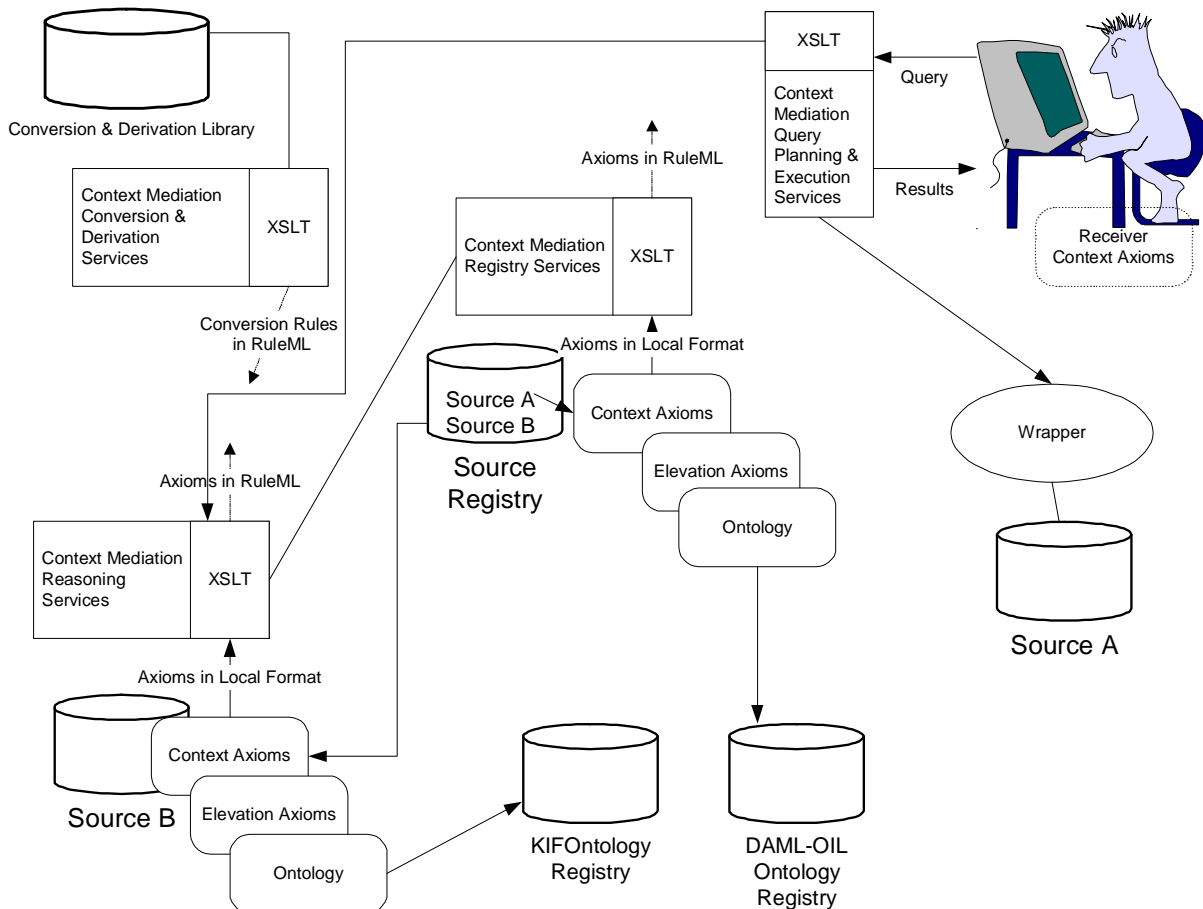 XSLT
Query
Context
Mediation
Query
Planning &
Execution
Services
Results
Receiver
Context Axioms
Conversion & Derivation Library
Context Mediation
Conversion &
Derivation
Services
XSLT
Conversion Rules
in RuleML
Axioms in RuleML
Context Mediation
Registry Services
XSLT
Axioms in Local Format
Source A
Source B
Source
Registry
Context Axioms
Elevation Axioms
Ontology
Wrapper
Source A
Axioms in RuleML
Context Mediation
Reasoning
Services
XSLT
Axioms in Local Format
Context Axioms
Source B
Elevation Axioms
Ontology
KIFOntology
Registry
DAML-OIL
Ontology
Registry